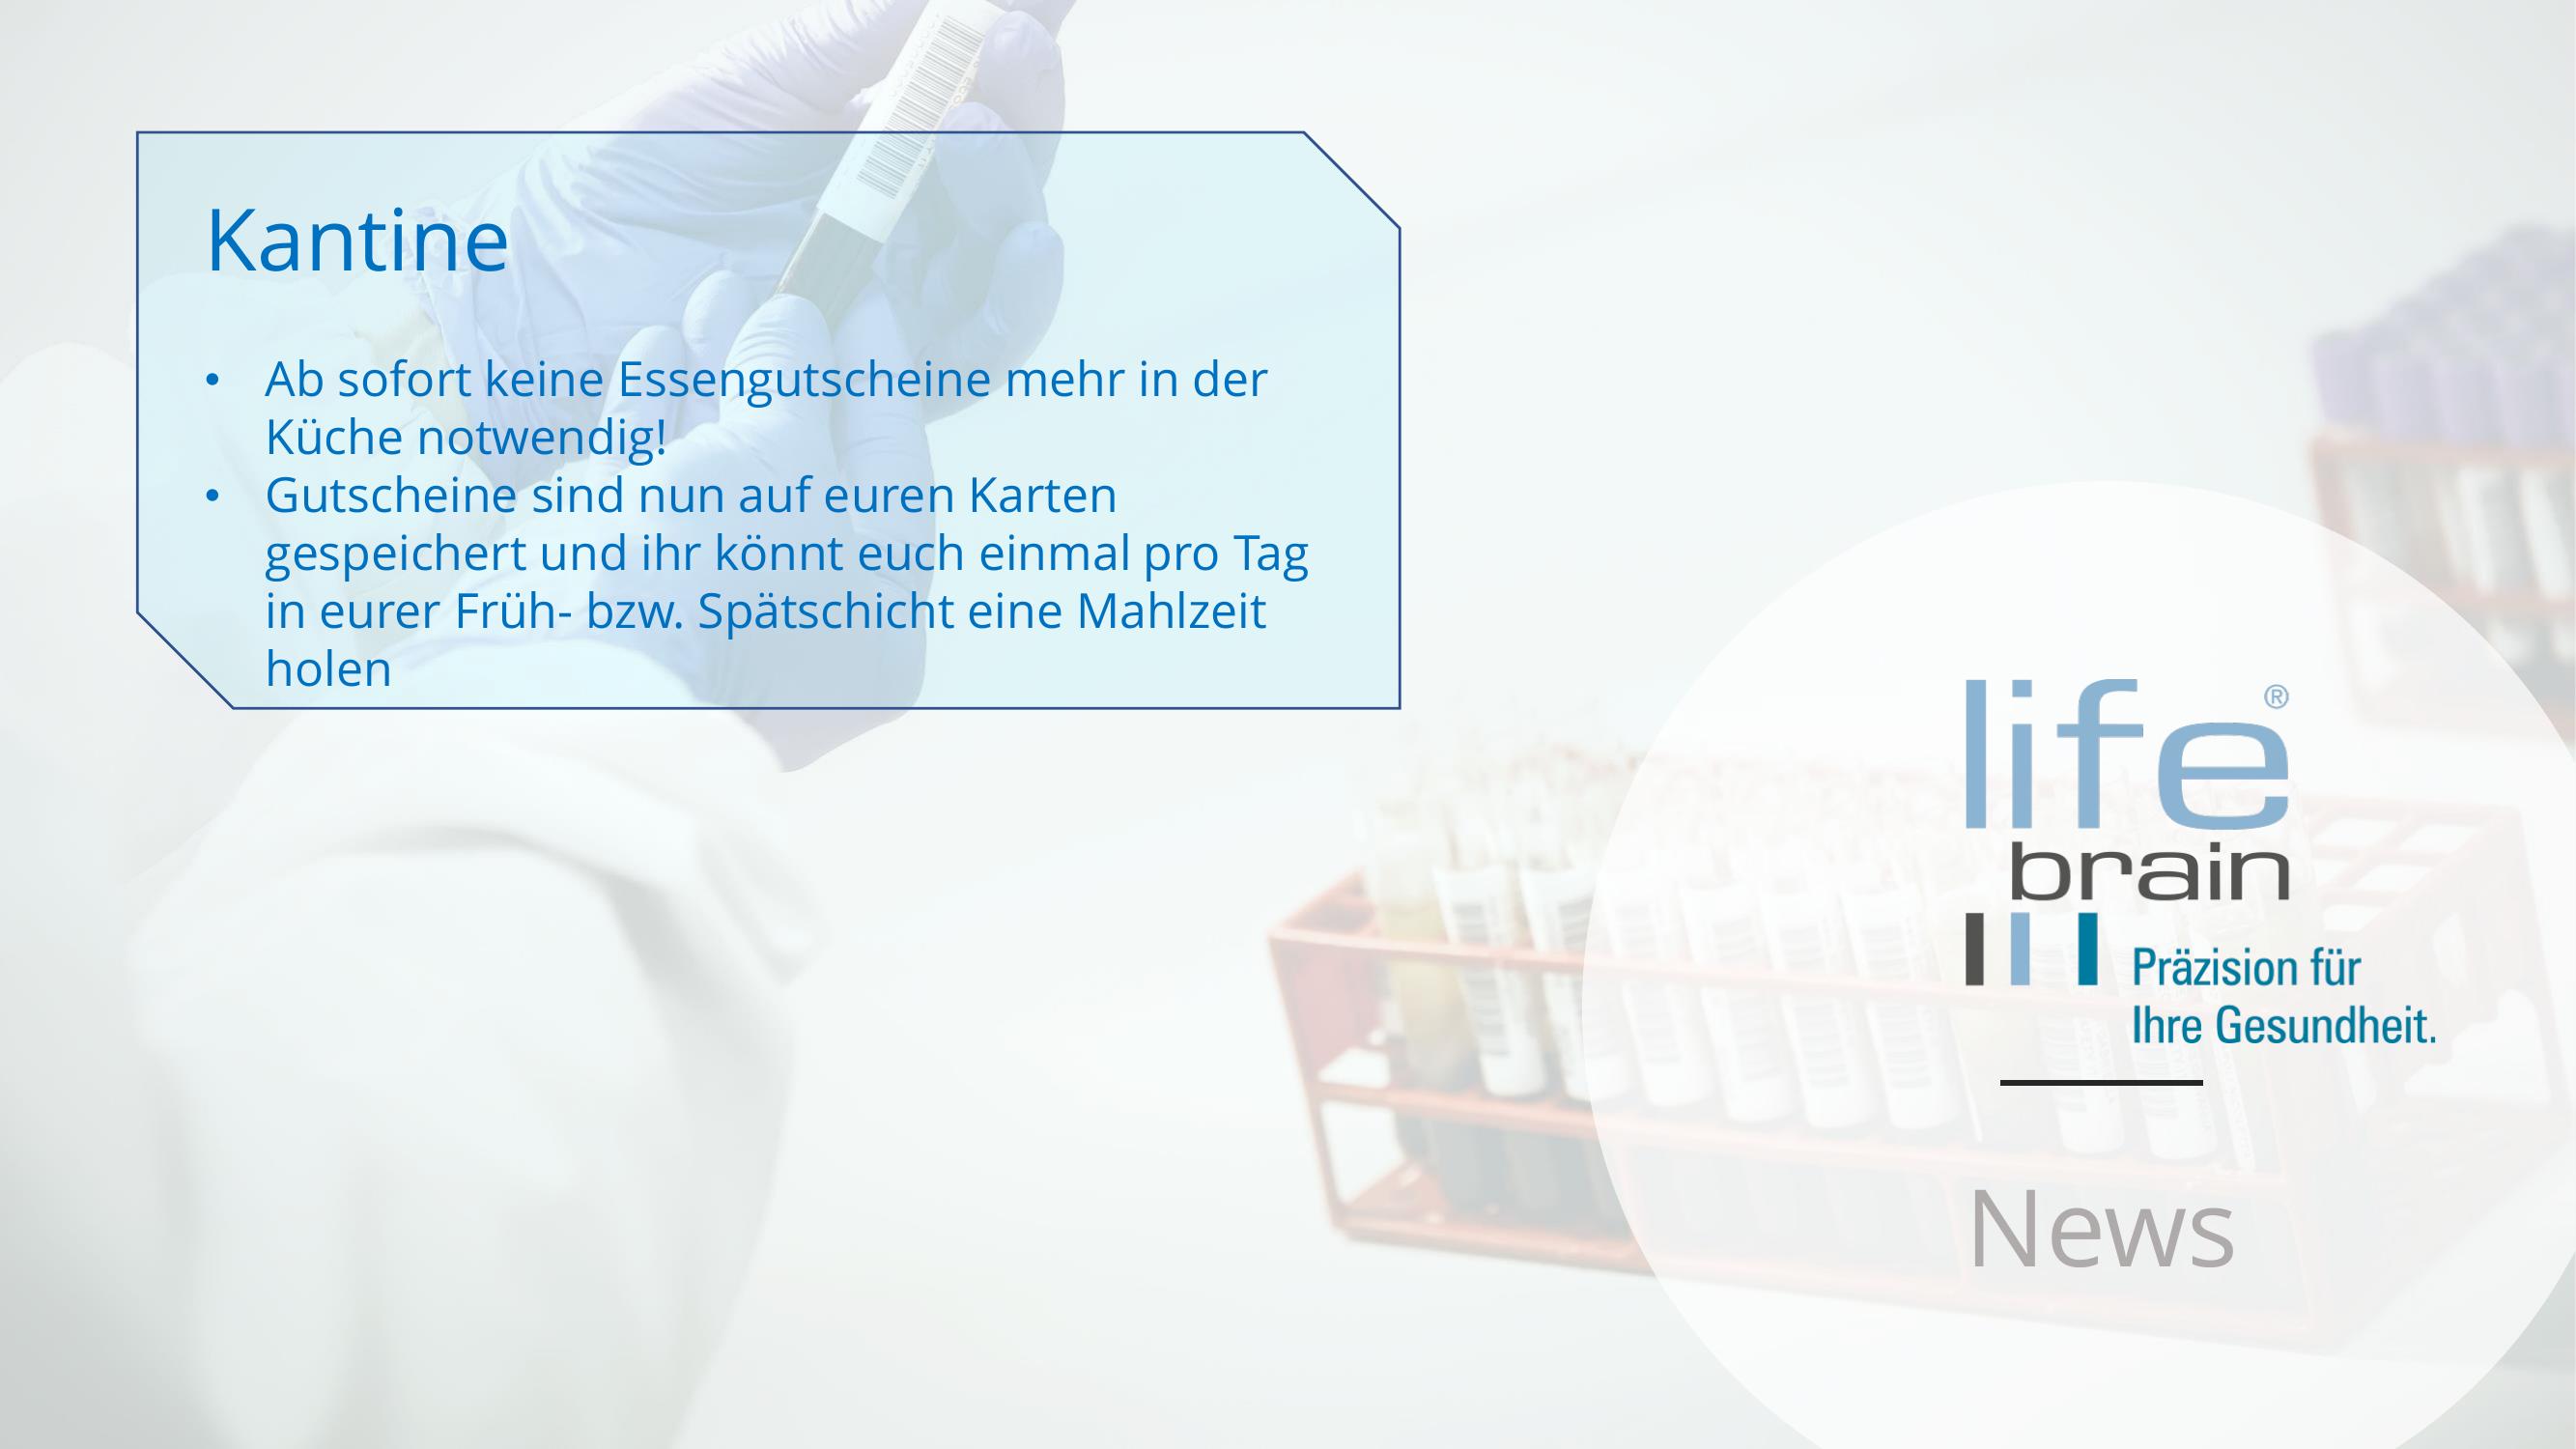 Kantine
• Ab sofort keine Essengutscheine mehr in der
Küche notwendig!
• Gutscheine sind nun auf euren Karten
gespeichert und ihr könnt euch einmal pro Tag
in eurer Früh- bzw. Spätschicht eine Mahlzeit
holen
life®
brain
Präzision für
Ihre Gesundheit.
News